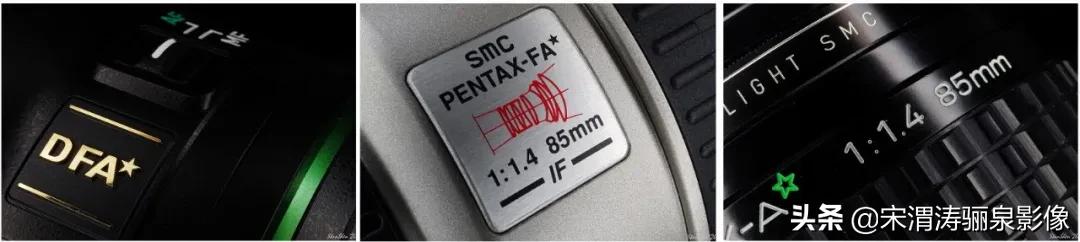 DFA★
SMC
PENTAX-FA★
1:1.4 85mm
IF
LIGHT SMC
1:1.4 85mm
-A☆
头条 @宋渭涛骊泉影像